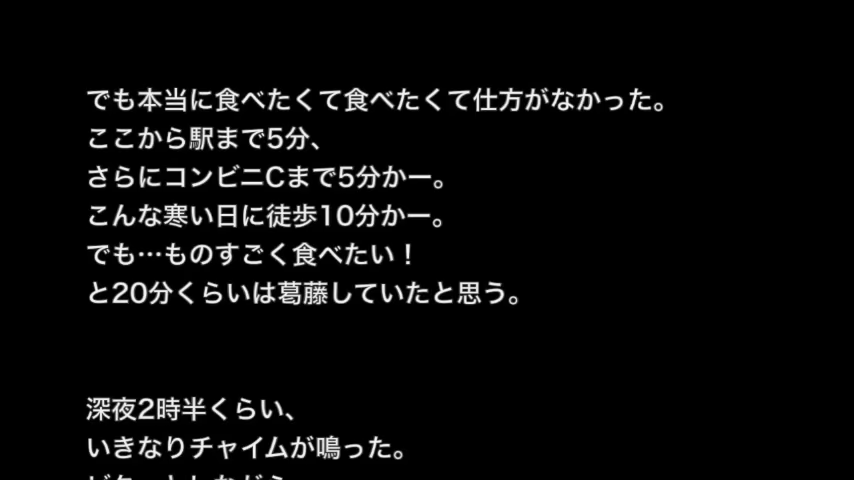 でも本当に食べたくて食べたくて仕方がなかった。
ここから駅まで5分、
さらにコンビニCまで5分かー。
こんな寒い日に徒歩10分かー。
でも…ものすごく食べたい！
と20分くらいは葛藤していたと思う。
深夜2時半くらい、
いきなりチャイムが鳴った。